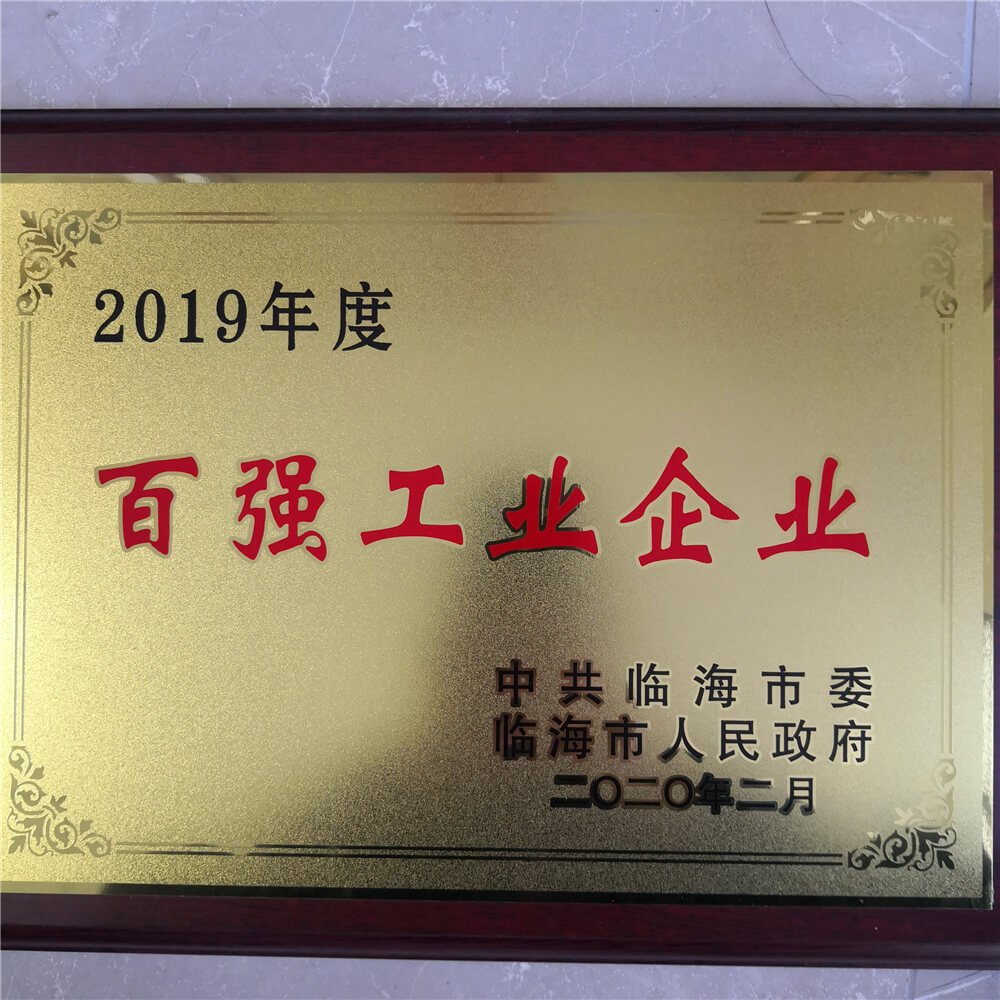 2019年度
百强工业企业
中共临海市委
临海市人民政府
二〇二〇年二月